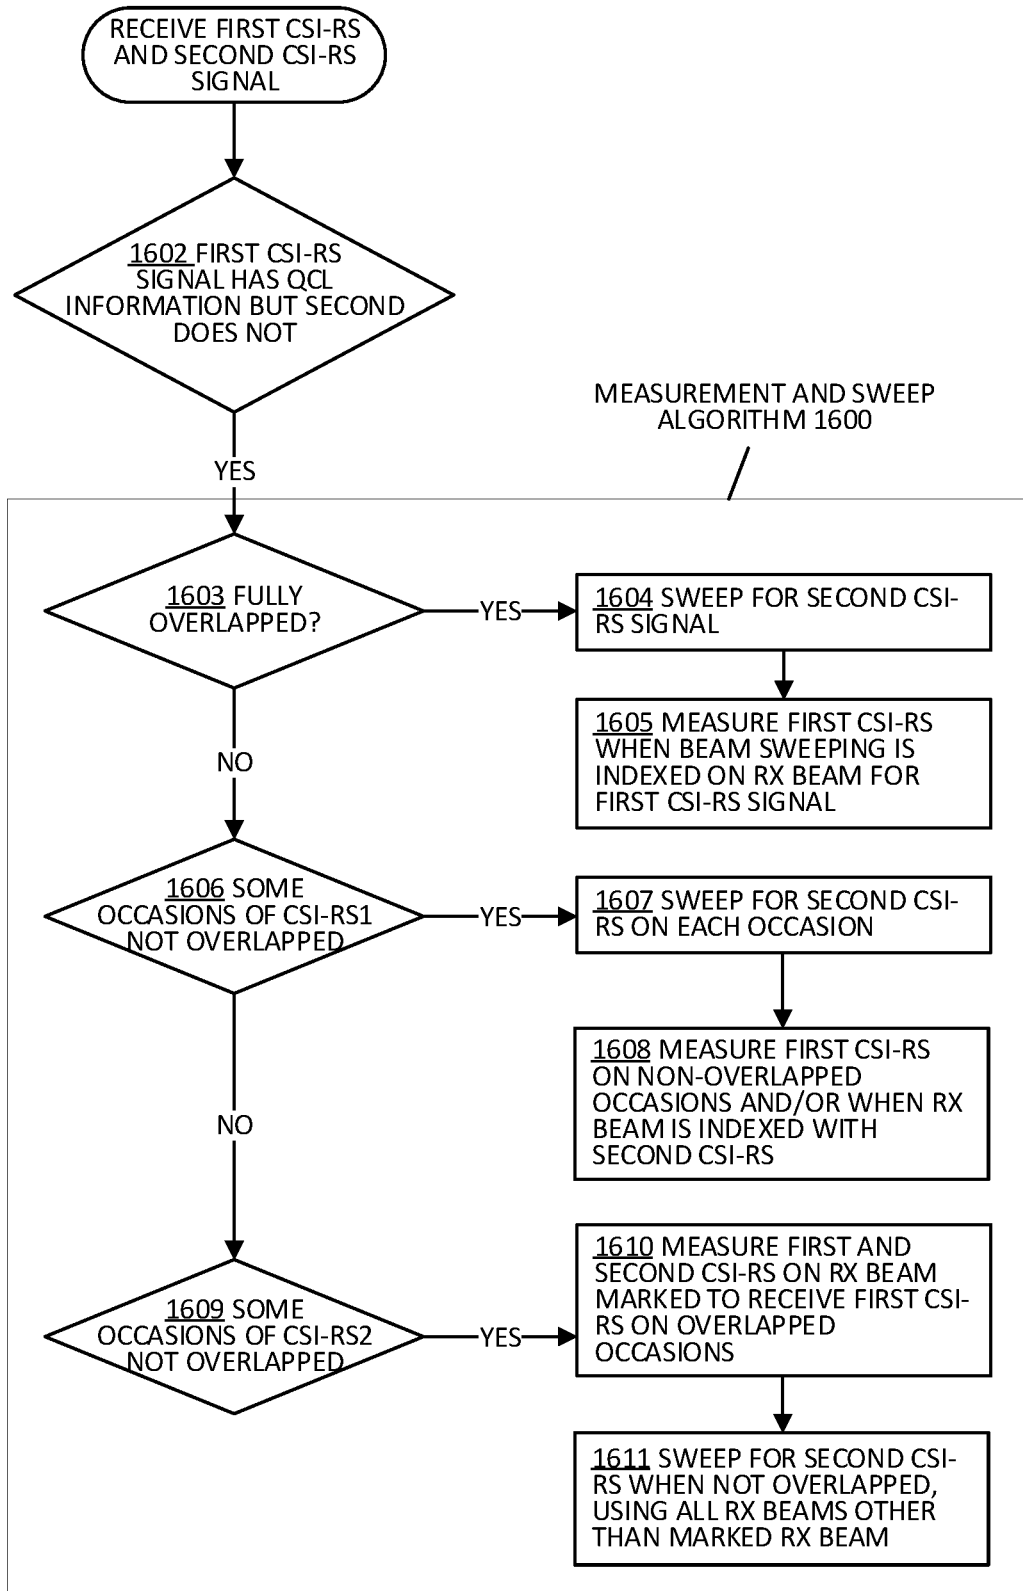 RECEIVE FIRST CSI-RS
AND SECOND CSI-RS
SIGNAL
1602 FIRST CSI-RS
SIGNAL HAS QCL
INFORMATION BUT SECOND
DOES NOT
MEASUREMENT AND SWEEP
ALGORITHM 1600
YES
1603 FULLY
OVERLAPPED?
YES
1604 SWEEP FOR SECOND CSI-
RS SIGNAL
1605 MEASURE FIRST CSI-RS
WHEN BEAM SWEEPING IS
INDEXED ON RX BEAM FOR
FIRST CSI-RS SIGNAL
NO
1606 SOME
OCCASIONS OF CSI-RS1
NOT OVERLAPPED
YES
1607 SWEEP FOR SECOND CSI-
RS ON EACH OCCASION
1608 MEASURE FIRST CSI-RS
ON NON-OVERLAPPED
OCCASIONS AND/OR WHEN RX
BEAM IS INDEXED WITH
SECOND CSI-RS
NO
1609 SOME
OCCASIONS OF CSI-RS2
NOT OVERLAPPED
YES
1610 MEASURE FIRST AND
SECOND CSI-RS ON RX BEAM
MARKED TO RECEIVE FIRST CSI-
RS ON OVERLAPPED
OCCASIONS
1611 SWEEP FOR SECOND CSI-
RS WHEN NOT OVERLAPPED,
USING ALL RX BEAMS OTHER
THAN MARKED RX BEAM